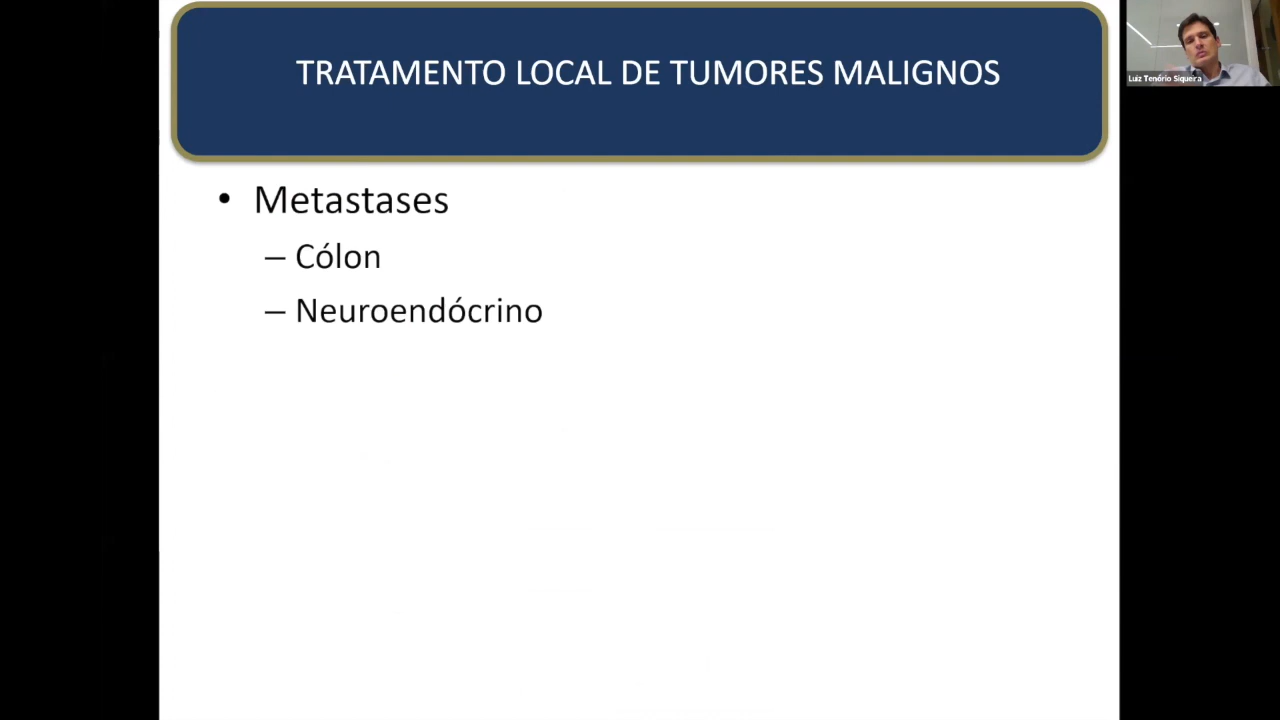 TRATAMENTO LOCAL DE TUMORES MALIGNOS
• Metastases
– Cólon
– Neuroendócrino
Luiz Tenório Siqueira